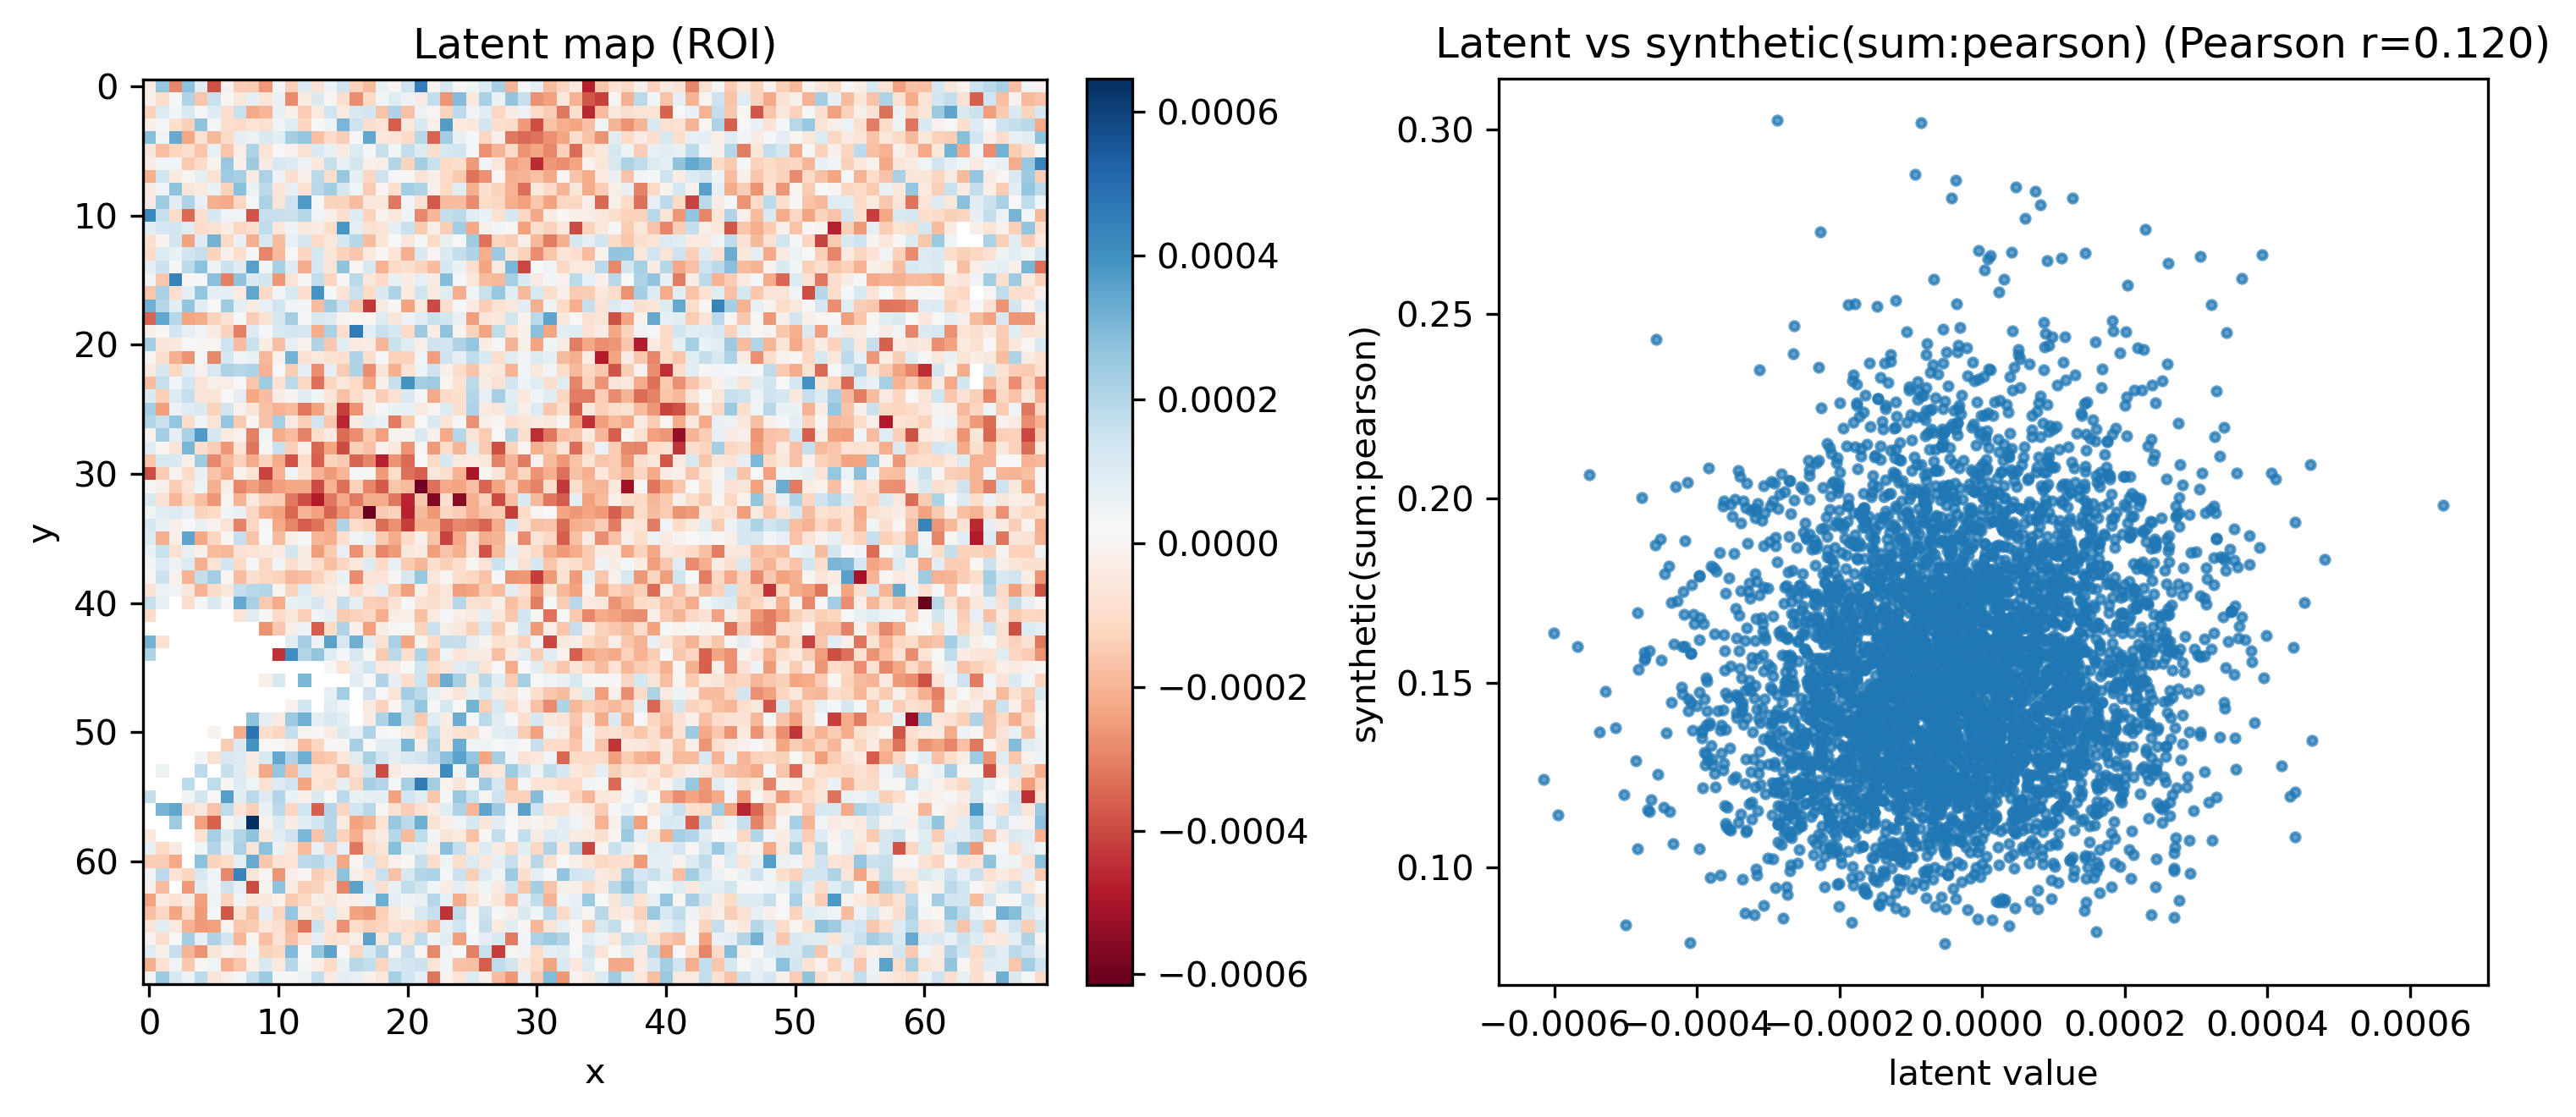 Latent map (ROI)
0
10
20
30
40
50
60
y
0 10 20 30 40 50 60
x
0.0006
0.0004
0.0002
0.0000
−0.0002
−0.0004
−0.0006
Latent vs synthetic(sum:pearson) (Pearson r=0.120)
0.30
0.25
0.20
0.15
0.10
synthetic(sum:pearson)
−0.0006 −0.0004 −0.0002 0.0000 0.0002 0.0004 0.0006
latent value